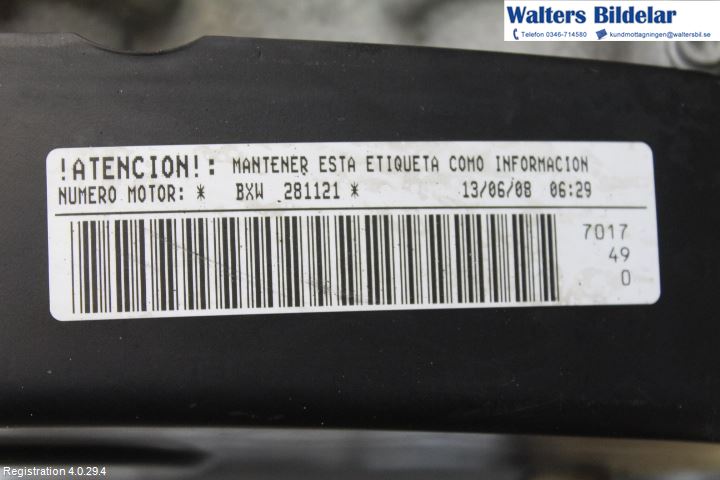 Walters Bildelar
Telefon 0346-714580 kundmottagningen@waltersbil.se
!ATENCION!: MANTENER ESTA ETIQUETA COMO INFORMACION
NUMERO MOTOR: * BXW 281121 * 13/06/08 06:29
7017
49
0
Registration 4.0.29.4